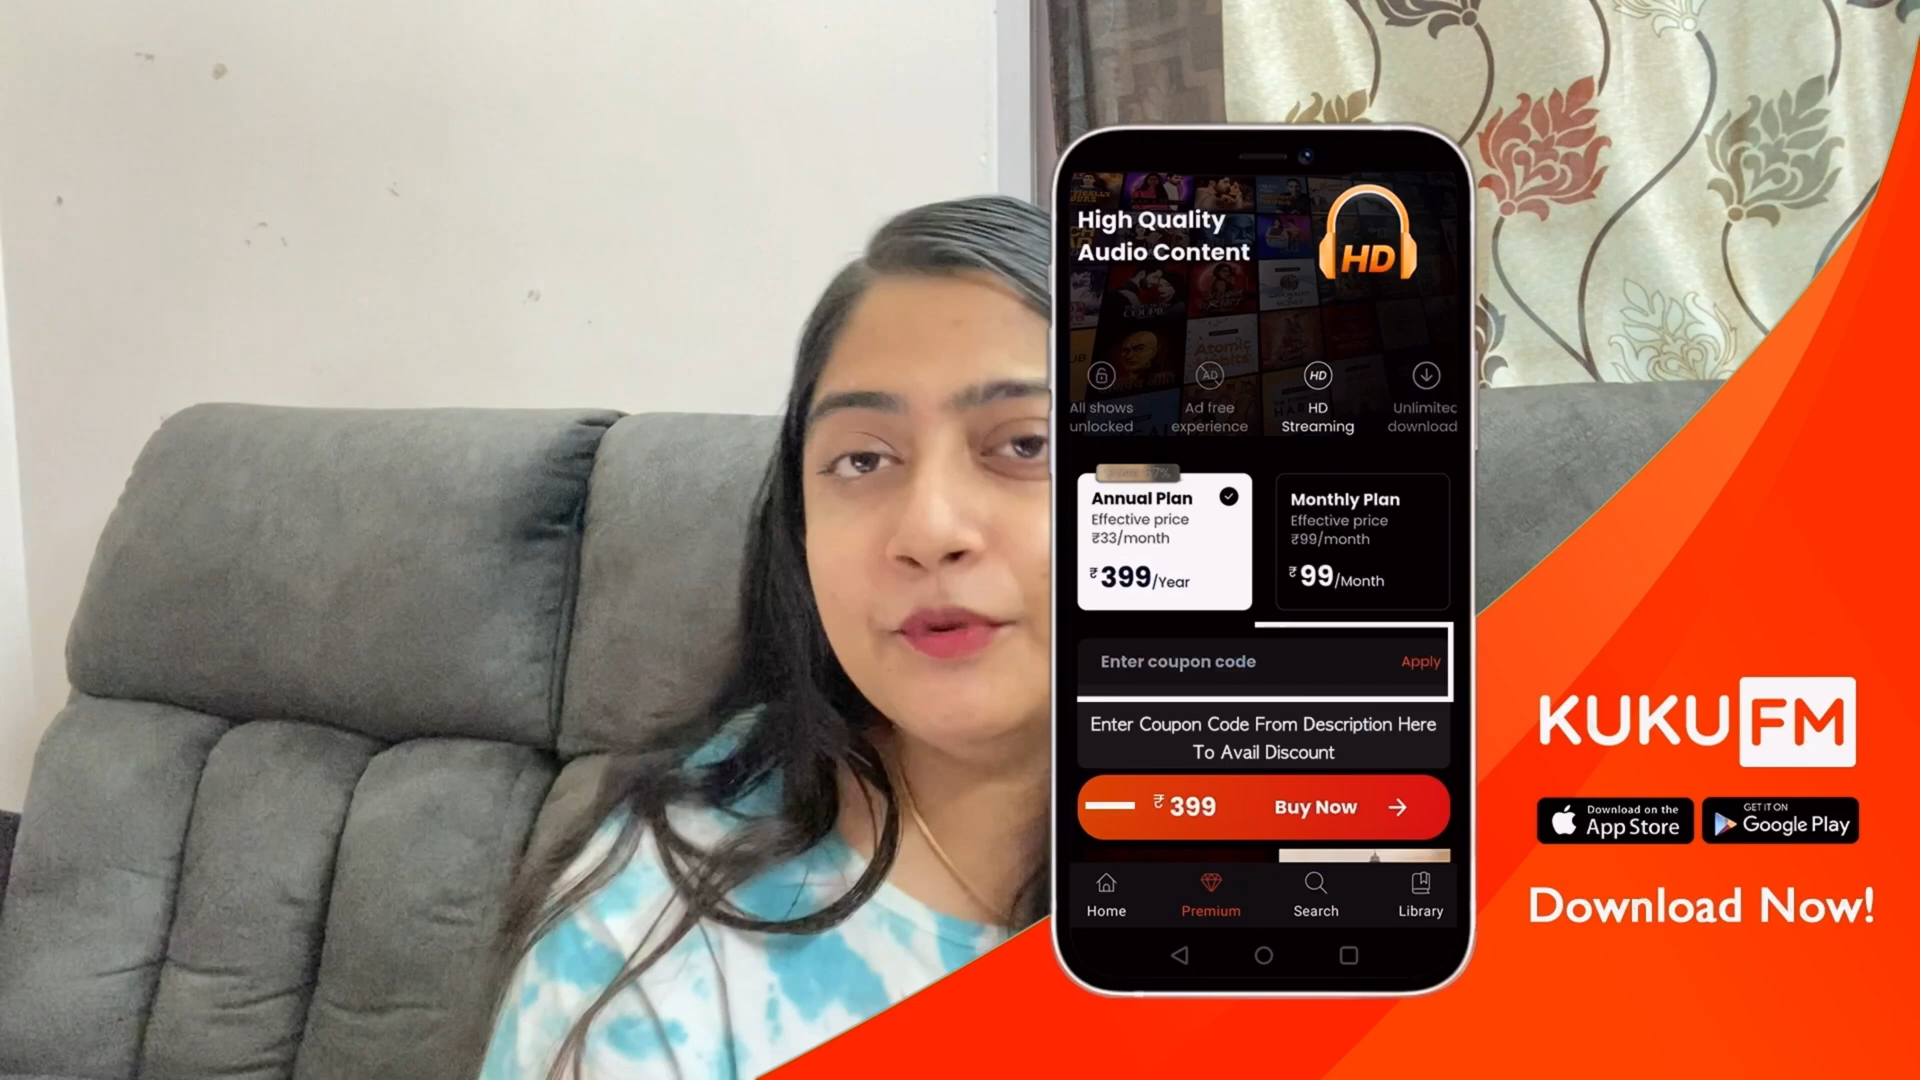 High Quality
Audio Content
HD
Atomic
AD
HD
All shows
unlocked
Ad free
experience
HD
Streaming
Unlimited
download
Annual Plan
Effective price
₹33/month
₹399/Year
Monthly Plan
Effective price
₹99/month
₹99/Month
Enter coupon code
Apply
Enter Coupon Code From Description Here
To Avail Discount
₹399
Buy Now
Home
Premium
Search
Library
KUKU FM
Download on the
App Store
GET IT ON
Google Play
Download Now!